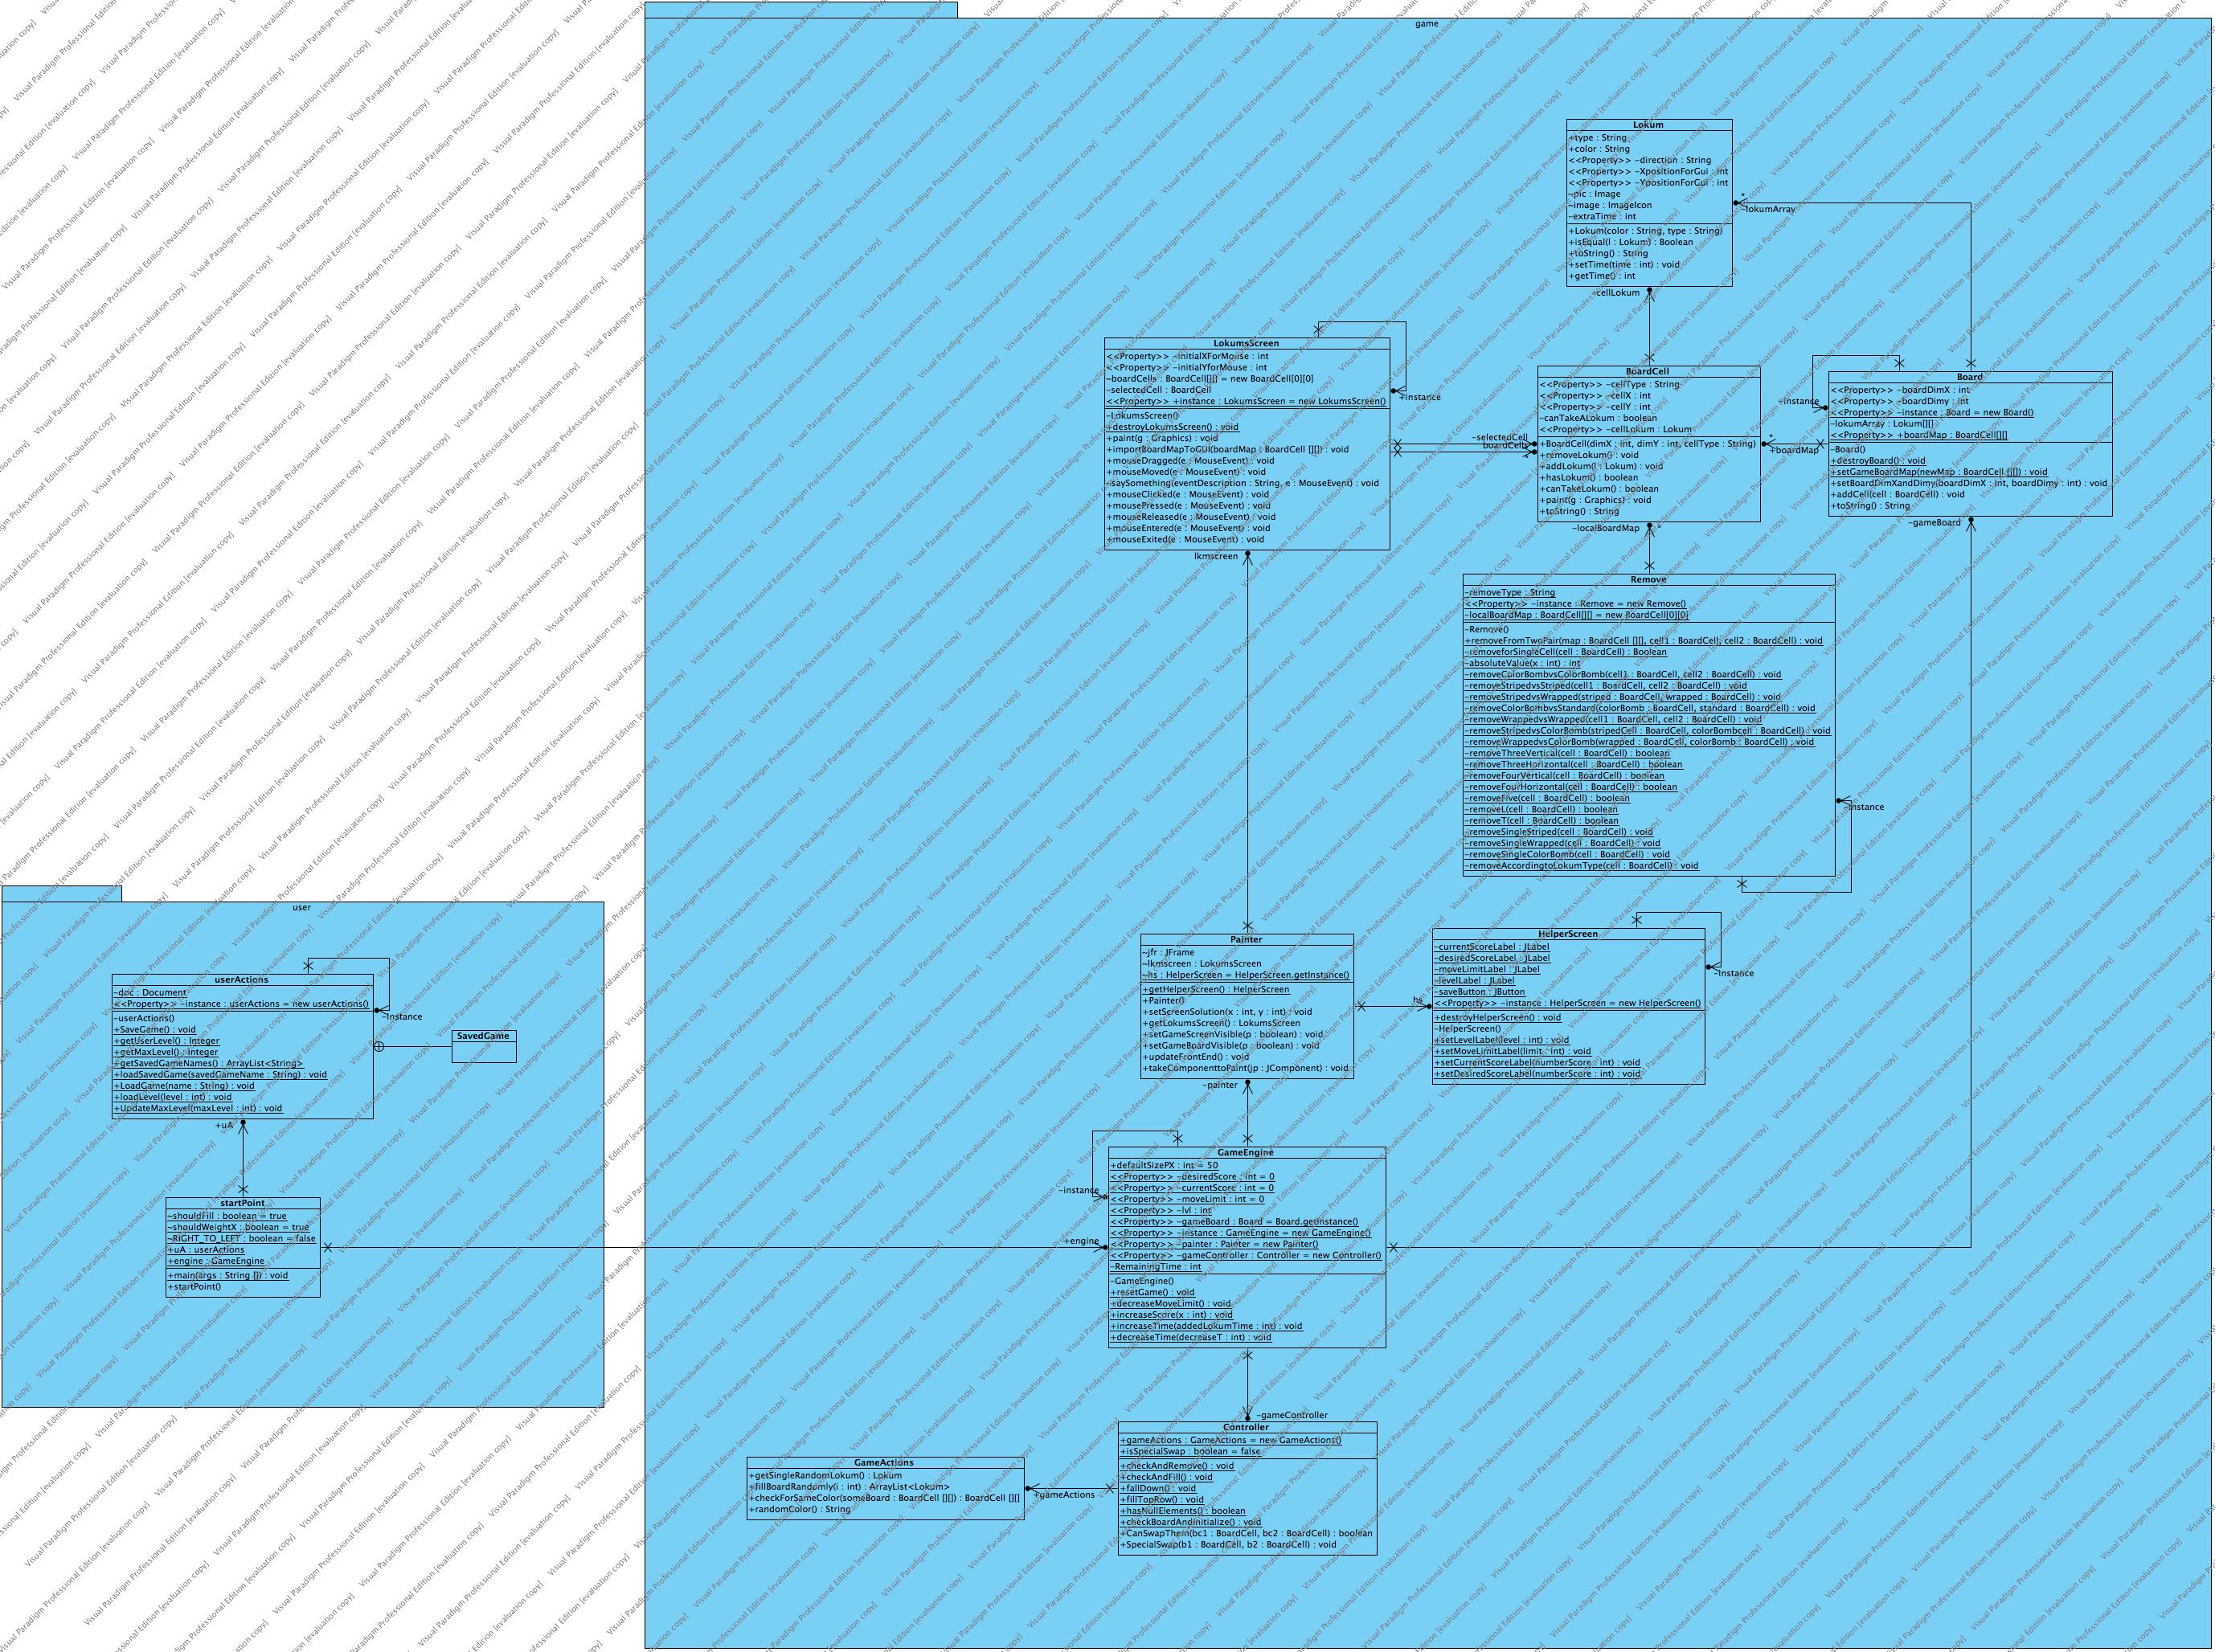 game
Lokum
+type : String
+color : String
<<Property>> -direction : String
<<Property>> -XpositionForGui : int
<<Property>> -YpositionForGui : int
~pic : Image
~image : ImageIcon
-extraTime : int
+Lokum(color : String, type : String)
+isEqual(l : Lokum) : Boolean
+toString() : String
+setTime(time : int) : void
+getTime() : int
*
-lokumArray
-cellLokum
LokumsScreen
<<Property>> -initialXForMouse : int
<<Property>> -initialYforMouse : int
~boardCells : BoardCell[][] = new BoardCell[0][0]
-selectedCell : BoardCell
<<Property>> +instance : LokumsScreen = new LokumsScreen()
-LokumsScreen()
+destroyLokumsScreen() : void
+paint(g : Graphics) : void
+importBoardMapToGUI(boardMap : BoardCell [][]) : void
+mouseDragged(e : MouseEvent) : void
+mouseMoved(e : MouseEvent) : void
~saySomething(eventDescription : String, e : MouseEvent) : void
+mouseClicked(e : MouseEvent) : void
+mousePressed(e : MouseEvent) : void
+mouseReleased(e : MouseEvent) : void
+mouseEntered(e : MouseEvent) : void
+mouseExited(e : MouseEvent) : void
+instance
-selectedCell
boardCells
*
lkmscreen
BoardCell
<<Property>> -cellType : String
<<Property>> -cellX : int
<<Property>> -cellY : int
-canTakeALokum : boolean
<<Property>> -cellLokum : Lokum
+BoardCell(dimX : int, dimY : int, cellType : String)
+removeLokum() : void
+addLokum(l : Lokum) : void
+hasLokum() : boolean
+canTakeLokum() : boolean
+paint(g : Graphics) : void
+toString() : String
-localBoardMap
*
*
+boardMap
-instance
Board
<<Property>> -boardDimX : int
<<Property>> -boardDimy : int
<<Property>> -instance : Board = new Board()
-lokumArray : Lokum[][]
<<Property>> +boardMap : BoardCell[][]
-Board()
+destroyBoard() : void
+setGameBoardMap(newMap : BoardCell [][]) : void
+setBoardDimXandDimy(boardDimX : int, boardDimy : int) : void
+addCell(cell : BoardCell) : void
+toString() : String
-gameBoard
Remove
-removeType : String
<<Property>> -instance : Remove = new Remove()
-localBoardMap : BoardCell[][] = new BoardCell[0][0]
-Remove()
+removeFromTwoPair(map : BoardCell [][], cell1 : BoardCell, cell2 : BoardCell) : void
-removeforSingleCell(cell : BoardCell) : Boolean
-absoluteValue(x : int) : int
-removeColorBombvsColorBomb(cell1 : BoardCell, cell2 : BoardCell) : void
-removeStripedvsStriped(cell1 : BoardCell, cell2 : BoardCell) : void
-removeStripedvsWrapped(striped : BoardCell, wrapped : BoardCell) : void
-removeColorBombvsStandard(colorBomb : BoardCell, standard : BoardCell) : void
-removeWrappedvsWrapped(cell1 : BoardCell, cell2 : BoardCell) : void
-removeStripedvsColorBomb(stripedCell : BoardCell, colorBombcell : BoardCell) : void
-removeWrappedvsColorBomb(wrapped : BoardCell, colorBomb : BoardCell) : void
-removeThreeVertical(cell : BoardCell) : boolean
-removeThreeHorizontal(cell : BoardCell) : boolean
-removeFourVertical(cell : BoardCell) : boolean
-removeFourHorizontal(cell : BoardCell) : boolean
-removeFive(cell : BoardCell) : boolean
-removeL(cell : BoardCell) : boolean
-removeT(cell : BoardCell) : boolean
-removeSingleStriped(cell : BoardCell) : void
-removeSingleWrapped(cell : BoardCell) : void
-removeSingleColorBomb(cell : BoardCell) : void
-removeAccordingtoLokumType(cell : BoardCell) : void
-instance
user
userActions
-doc : Document
<<Property>> -instance : userActions = new userActions()
-userActions()
+SaveGame() : void
+getUserLevel() : Integer
+getMaxLevel() : Integer
+getSavedGameNames() : ArrayList<String>
+loadSavedGame(savedGameName : String) : void
+LoadGame(name : String) : void
+loadLevel(level : int) : void
+UpdateMaxLevel(maxLevel : int) : void
-instance
SavedGame
+uA
startPoint
~shouldFill : boolean = true
~shouldWeightX : boolean = true
~RIGHT_TO_LEFT : boolean = false
+uA : userActions
+engine : GameEngine
+main(args : String []) : void
+startPoint()
Painter
~jfr : JFrame
~lkmscreen : LokumsScreen
~hs : HelperScreen = HelperScreen.getInstance()
+getHelperScreen() : HelperScreen
+Painter()
+setScreenSolution(x : int, y : int) : void
+getLokumsScreen() : LokumsScreen
+setGameScreenVisible(p : boolean) : void
+setGameBoardVisible(p : boolean) : void
+updateFrontEnd() : void
+takeComponenttoPaint(jp : JComponent) : void
-painter
hs
HelperScreen
-currentScoreLabel : JLabel
-desiredScoreLabel : JLabel
-moveLimitLabel : JLabel
-levelLabel : JLabel
-saveButton : JButton
<<Property>> -instance : HelperScreen = new HelperScreen()
+destroyHelperScreen() : void
-HelperScreen()
+setLevelLabel(level : int) : void
+setMoveLimitLabel(limit : int) : void
+setCurrentScoreLabel(numberScore : int) : void
+setDesiredScoreLabel(numberScore : int) : void
-instance
-instance
+engine
GameEngine
+defaultSizePX : int = 50
<<Property>> -desiredScore : int = 0
<<Property>> -currentScore : int = 0
<<Property>> -moveLimit : int = 0
<<Property>> -lvl : int
<<Property>> -gameBoard : Board = Board.getInstance()
<<Property>> -instance : GameEngine = new GameEngine()
<<Property>> -painter : Painter = new Painter()
<<Property>> -gameController : Controller = new Controller()
-RemainingTime : int
-GameEngine()
+resetGame() : void
+decreaseMoveLimit() : void
+increaseScore(x : int) : void
+increaseTime(addedLokumTime : int) : void
+decreaseTime(decreaseT : int) : void
-gameController
Controller
+gameActions : GameActions = new GameActions()
+isSpecialSwap : boolean = false
+checkAndRemove() : void
+checkAndFill() : void
+fallDown() : void
+fillTopRow() : void
+hasNullElements() : boolean
+checkBoardAndInitialize() : void
+CanSwapThem(bc1 : BoardCell, bc2 : BoardCell) : boolean
+SpecialSwap(b1 : BoardCell, b2 : BoardCell) : void
GameActions
+getSingleRandomLokum() : Lokum
+fillBoardRandomly(i : int) : ArrayList<Lokum>
+checkForSameColor(someBoard : BoardCell [][]) : BoardCell [][]
+randomColor() : String
+gameActions
Visual Paradigm Professional Edition [evaluation copy]